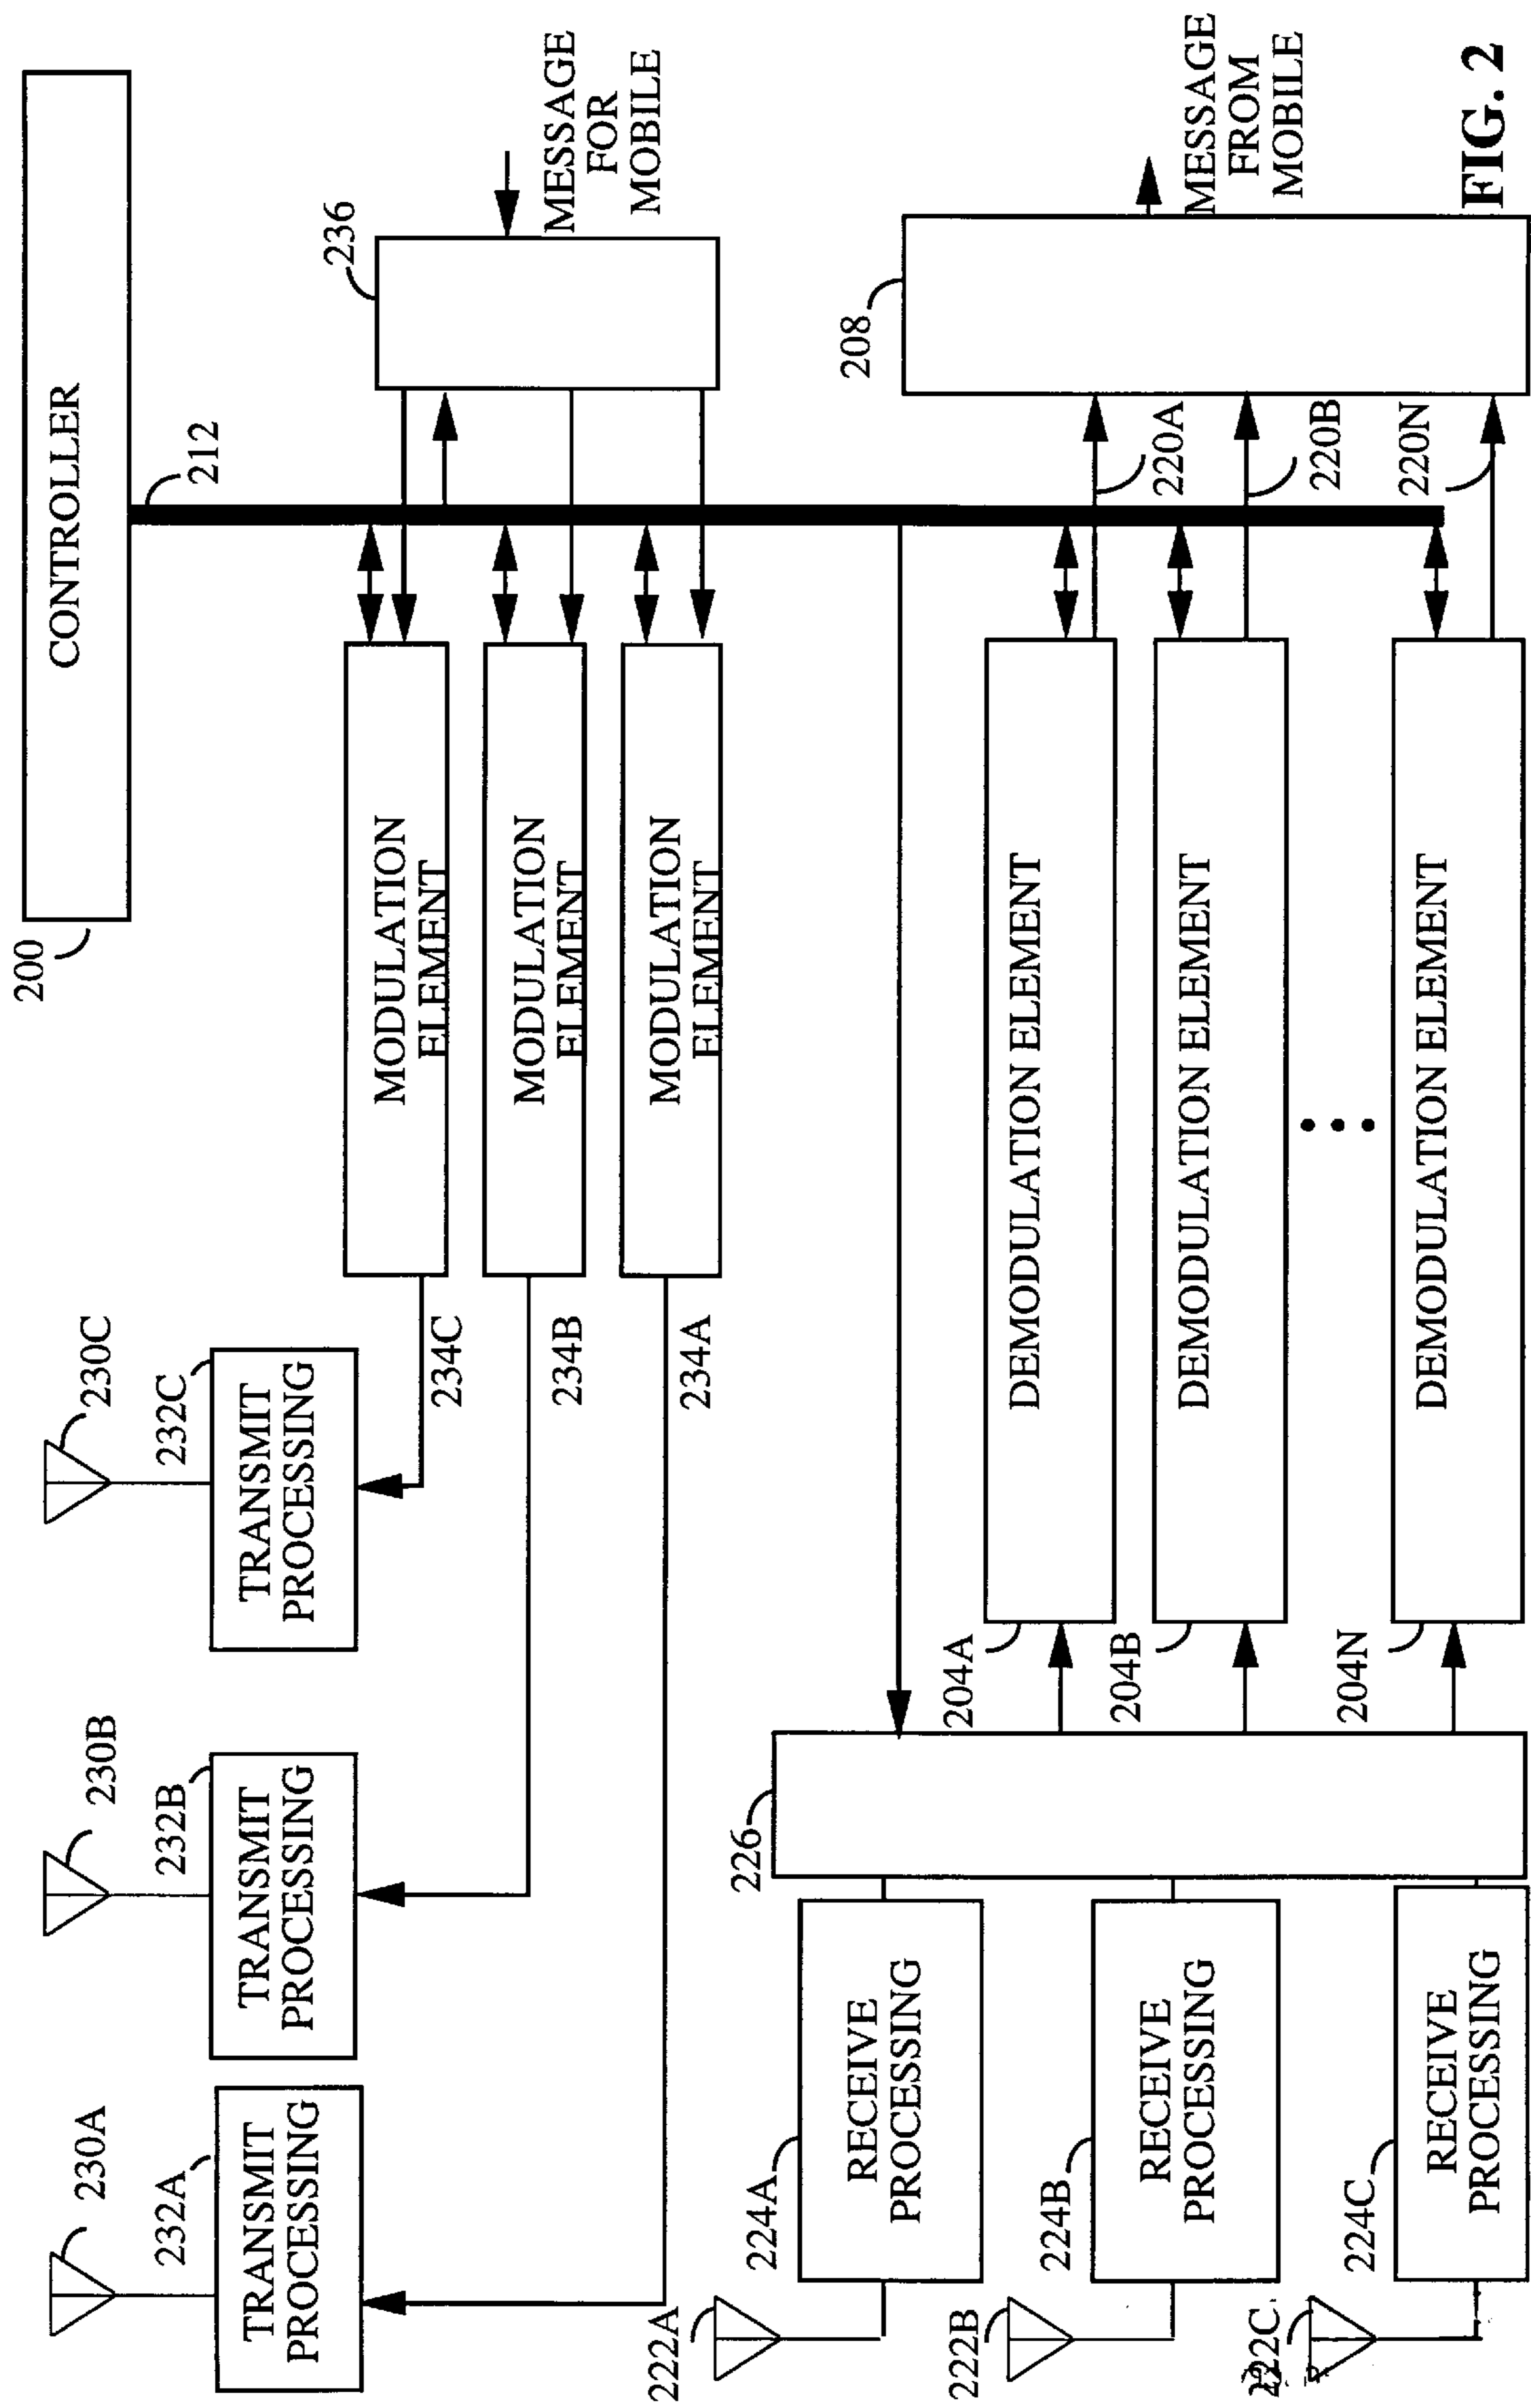 200
CONTROLLER
212
230A
230B
230C
232A
TRANSMIT
PROCESSING
232B
TRANSMIT
PROCESSING
232C
TRANSMIT
PROCESSING
MODULATION
ELEMENT
234C
MODULATION
ELEMENT
234B
MODULATION
ELEMENT
234A
236
MESSAGE
FOR
MOBILE
222A
224A
RECEIVE
PROCESSING
222B
224B
RECEIVE
PROCESSING
222C
224C
RECEIVE
PROCESSING
226
204A
DEMODULATION ELEMENT
220A
204B
DEMODULATION ELEMENT
220B
204N
DEMODULATION ELEMENT
220N
208
MESSAGE
FROM
MOBILE
FIG. 2